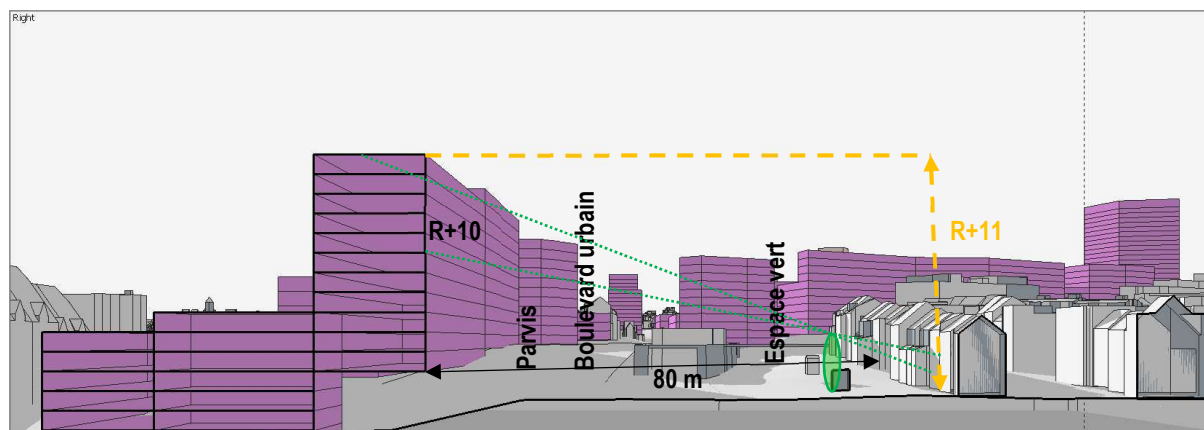 Right
R+10
R+11
Parvis
Boulevard urbain
Espace vert
80 m